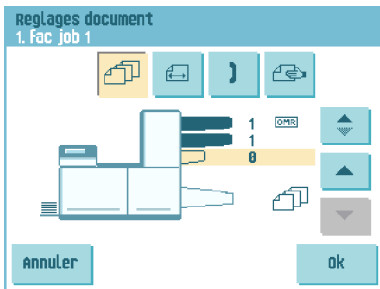 Reglages document
1. Fac job 1
1 OMR
1
0
Annuler
Ok